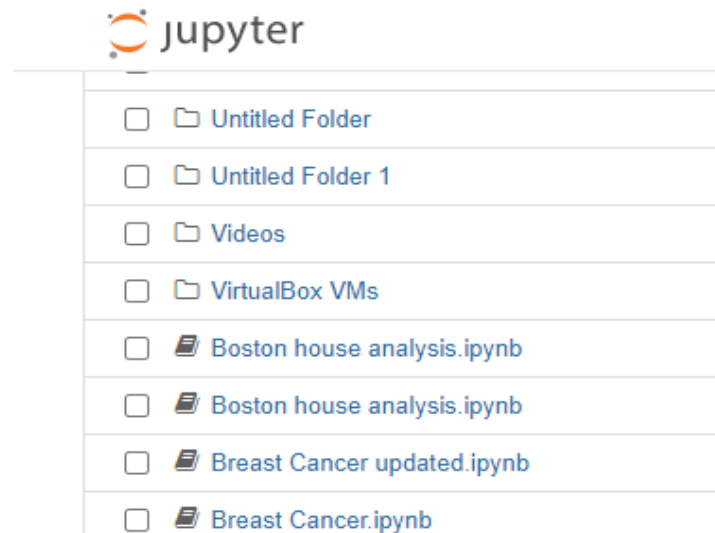 jupyter
Untitled Folder
Untitled Folder 1
Videos
VirtualBox VMs
Boston house analysis.ipynb
Boston house analysis.ipynb
Breast Cancer updated.ipynb
Breast Cancer.ipynb